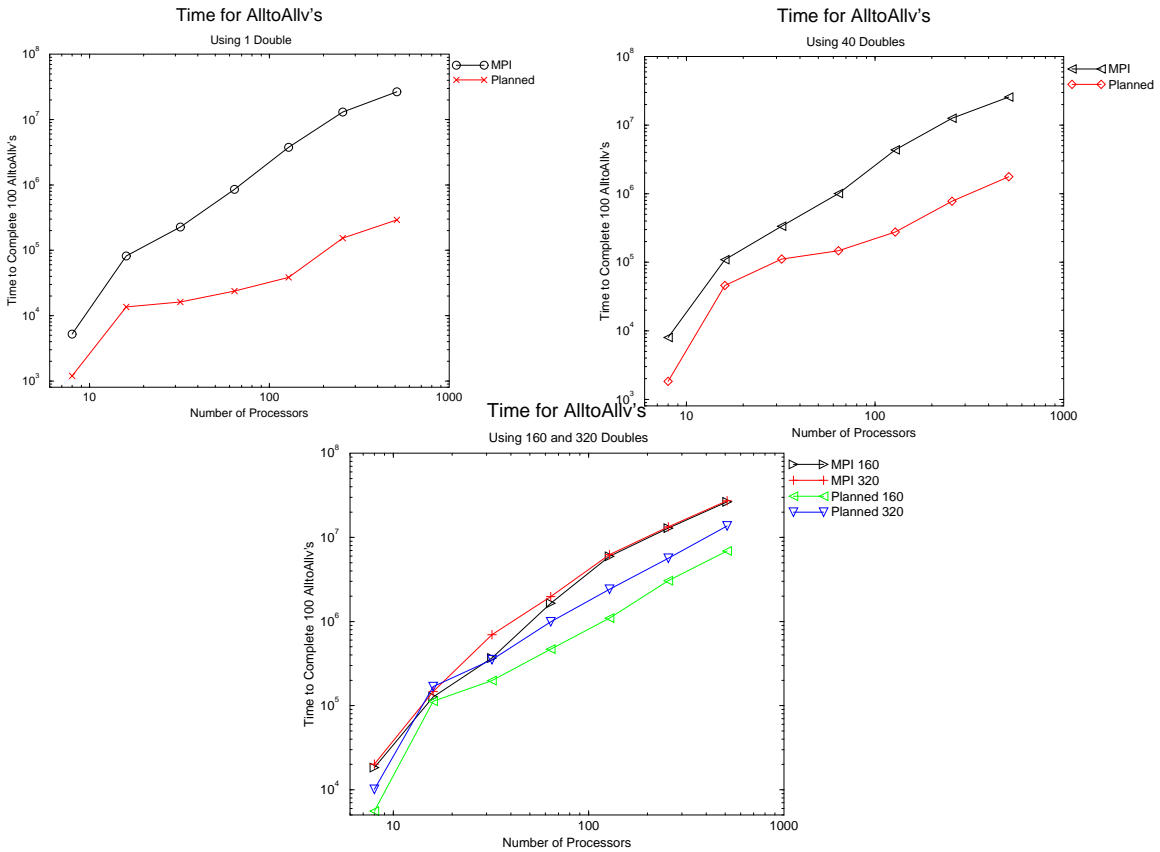 Time for AlltoAllv's
Using 1 Double
10^8
10^7
10^6
10^5
10^4
10^3
10
100
1000
Time to Complete 100 AlltoAllv's
Number of Processors
MPI
Planned
Time for AlltoAllv's
Using 40 Doubles
10^8
10^7
10^6
10^5
10^4
10^3
10
100
1000
Time to Complete 100 AlltoAllv's
Number of Processors
MPI
Planned
Time for AlltoAllv's
Using 160 and 320 Doubles
10^8
10^7
10^6
10^5
10^4
10
100
1000
Time to Complete 100 AlltoAllv's
Number of Processors
MPI 160
MPI 320
Planned 160
Planned 320